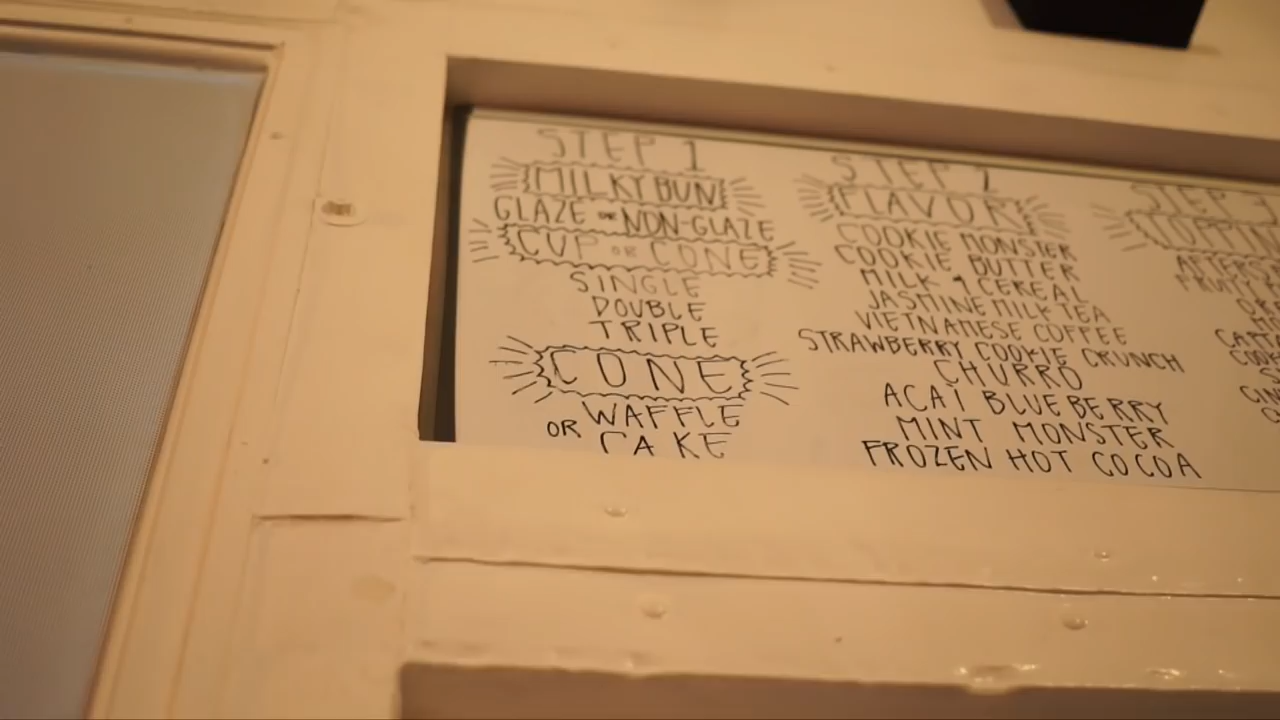 STEP 1
MILKY BUN
GLAZE OR NON-GLAZE
CUP OR CONE
SINGLE
DOUBLE
TRIPLE
CONE
WAFFLE
OR CAKE
STEP 2
FLAVOR
COOKIE MONSTER
COOKIE BUTTER
MILK & CEREAL
JASMINE MILK TEA
VIETNAMESE COFFEE
STRAWBERRY COOKIE CRUNCH
CHURRO
ACAI BLUEBERRY
MINT MONSTER
FROZEN HOT COCOA
STEP 3